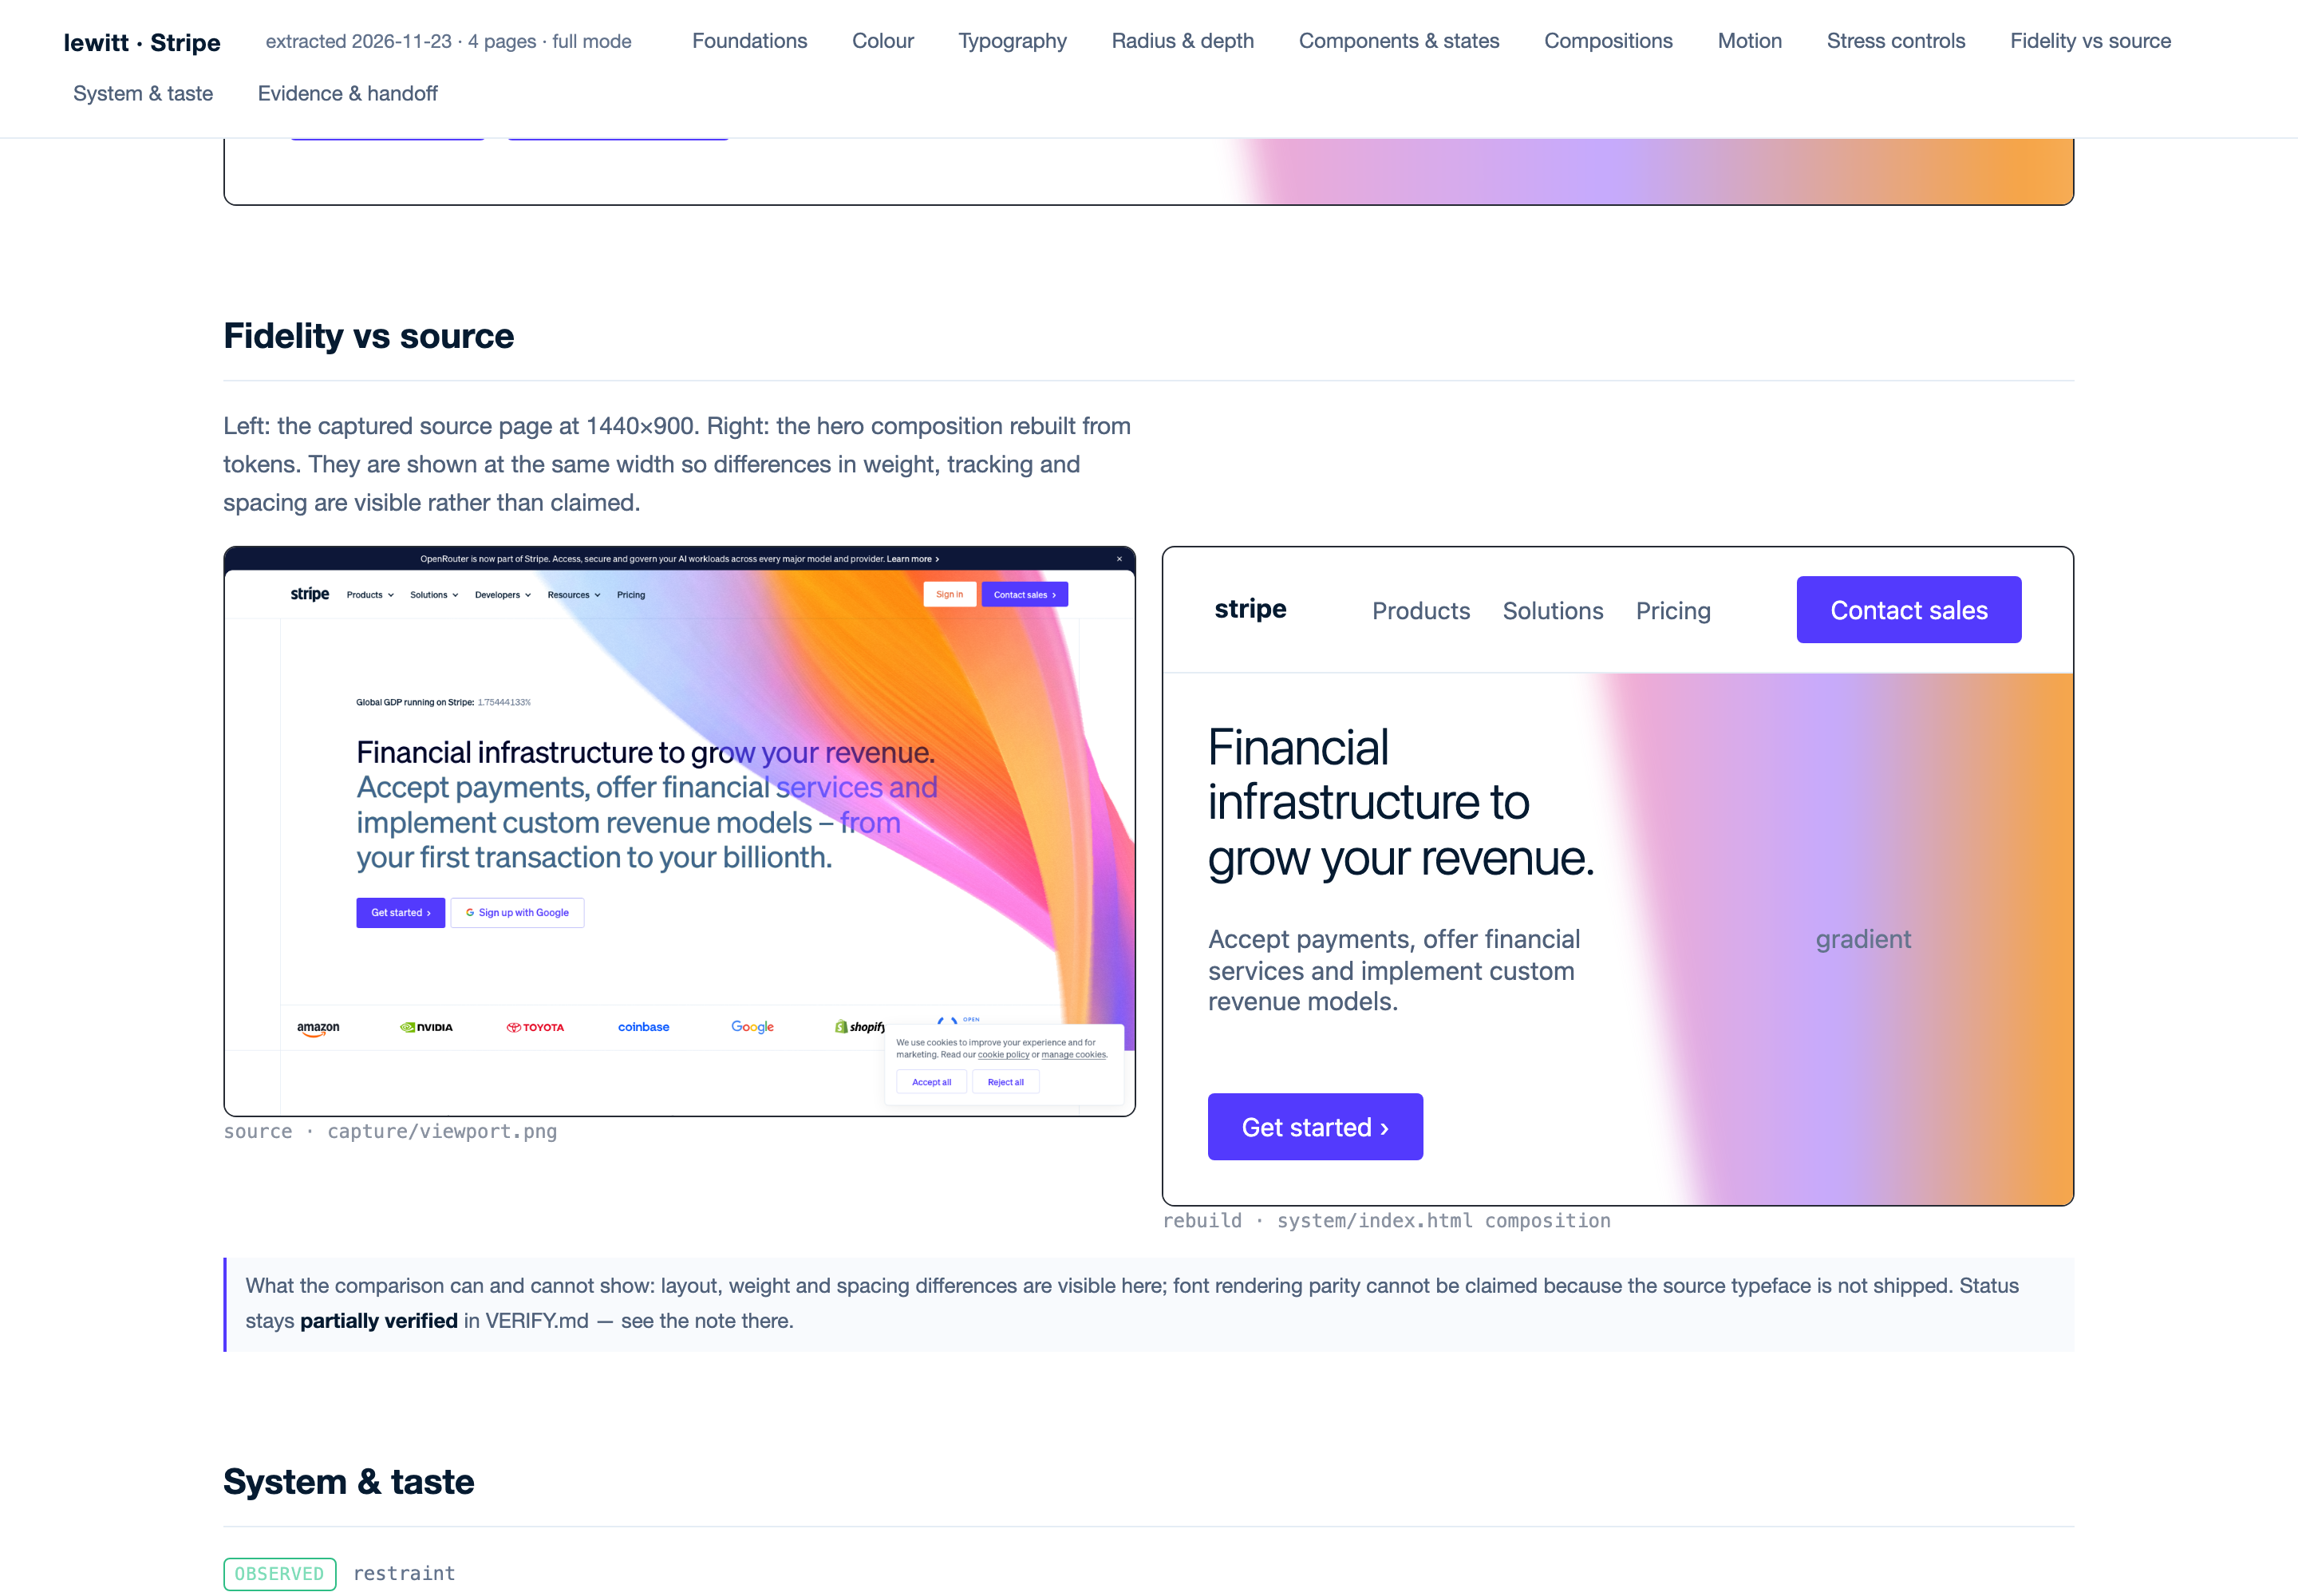 lewitt · Stripe
extracted 2026-11-23 · 4 pages · full mode
Foundations
Colour
Typography
Radius & depth
Components & states
Compositions
Motion
Stress controls
Fidelity vs source
System & taste
Evidence & handoff
Fidelity vs source
Left: the captured source page at 1440×900. Right: the hero composition rebuilt from
tokens. They are shown at the same width so differences in weight, tracking and
spacing are visible rather than claimed.
OpenRouter is now part of Stripe. Access, secure and govern your AI workloads across every major model and provider. Learn more ›
×
stripe
Products
Solutions
Developers
Resources
Pricing
Sign in
Contact sales ›
Global GDP running on Stripe: 1.75444133%
Financial infrastructure to grow your revenue.
Accept payments, offer financial services and
implement custom revenue models – from
your first transaction to your billionth.
Get started ›
G Sign up with Google
amazon
NVIDIA
TOYOTA
coinbase
Google
shopify
OPEN
We use cookies to improve your experience and for
marketing. Read our cookie policy or manage cookies.
Accept all
Reject all
source · capture/viewport.png
stripe
Products
Solutions
Pricing
Contact sales
Financial
infrastructure to
grow your revenue.
Accept payments, offer financial
services and implement custom
revenue models.
gradient
Get started ›
rebuild · system/index.html composition
What the comparison can and cannot show: layout, weight and spacing differences are visible here; font rendering parity cannot be claimed because the source typeface is not shipped. Status
stays partially verified in VERIFY.md — see the note there.
System & taste
OBSERVED
restraint